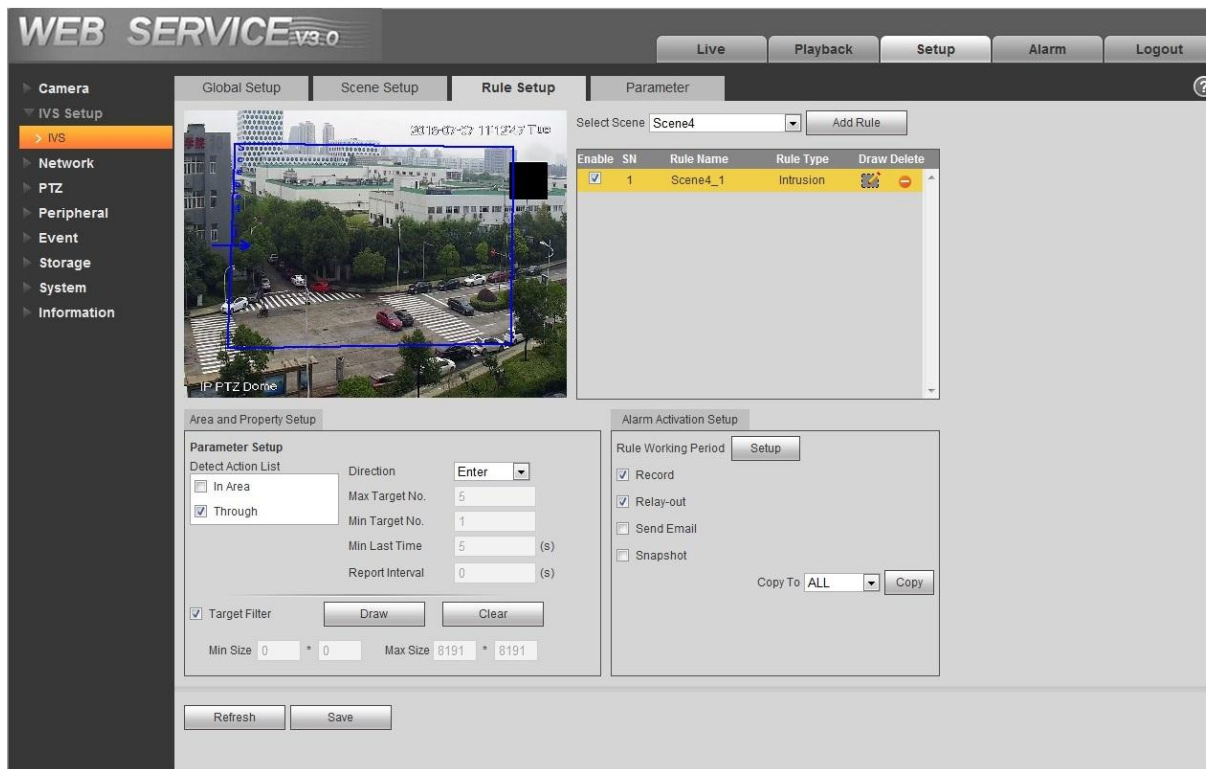 WEB SERVICE V3.0
Live
Playback
Setup
Alarm
Logout
Camera
IVS Setup
> IVS
Network
PTZ
Peripheral
Event
Storage
System
Information
Global Setup
Scene Setup
Rule Setup
Parameter
?
Tue
IP PTZ Dome
Select Scene Scene4 Add Rule
Enable SN Rule Name Rule Type Draw Delete
1 Scene4_1 Intrusion
Area and Property Setup
Parameter Setup
Detect Action List
In Area
Through
Direction Enter
Max Target No. 5
Min Target No. 1
Min Last Time 5 (s)
Report Interval 0 (s)
Target Filter Draw Clear
Min Size 0 * 0 Max Size 8191 * 8191
Alarm Activation Setup
Rule Working Period Setup
Record
Relay-out
Send Email
Snapshot
Copy To ALL Copy
Refresh Save